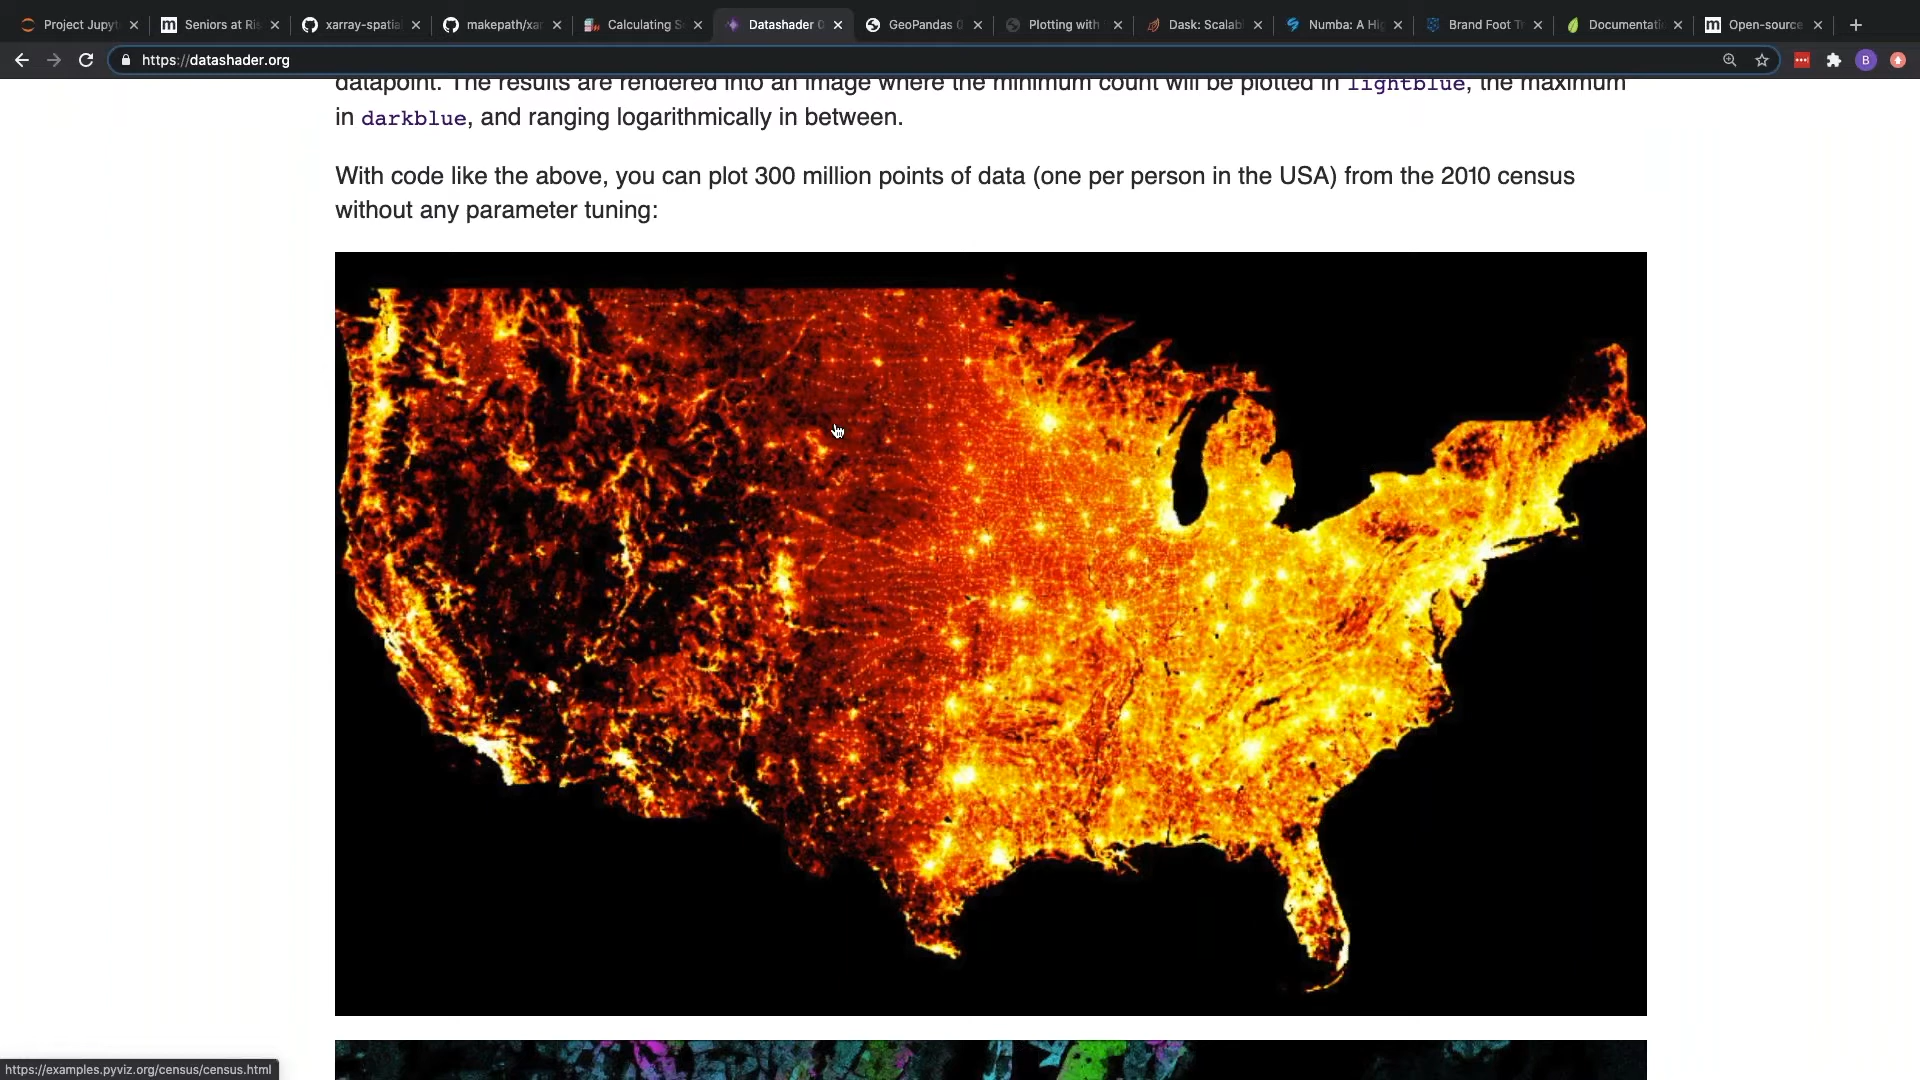 Project Jupyt
Seniors at Ris
xarray-spatia
makepath/xar
Calculating S
Datashader 0
GeoPandas 0
Plotting with
Dask: Scalab
Numba: A Hig
Brand Foot T
Documentati
Open-source
https://datashader.org
datapoint. The results are rendered into an image where the minimum count will be plotted in lightblue, the maximum
in darkblue, and ranging logarithmically in between.
With code like the above, you can plot 300 million points of data (one per person in the USA) from the 2010 census
without any parameter tuning:
https://examples.pyviz.org/census/census.html